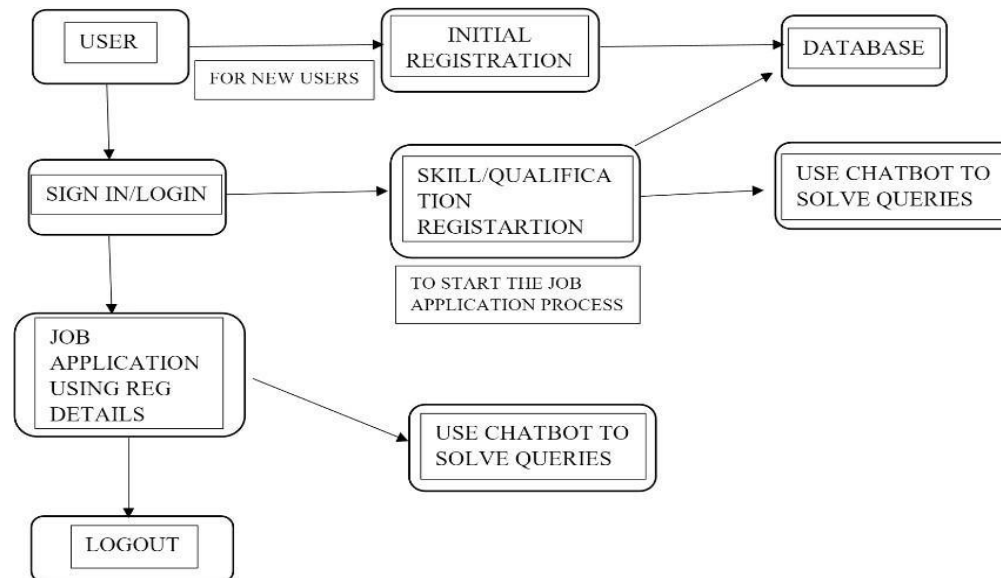 USER
INITIAL
REGISTRATION
DATABASE
FOR NEW USERS
SIGN IN/LOGIN
SKILL/QUALIFICA
TION
REGISTARTION
USE CHATBOT TO
SOLVE QUERIES
TO START THE JOB
APPLICATION PROCESS
JOB
APPLICATION
USING REG
DETAILS
USE CHATBOT TO
SOLVE QUERIES
LOGOUT